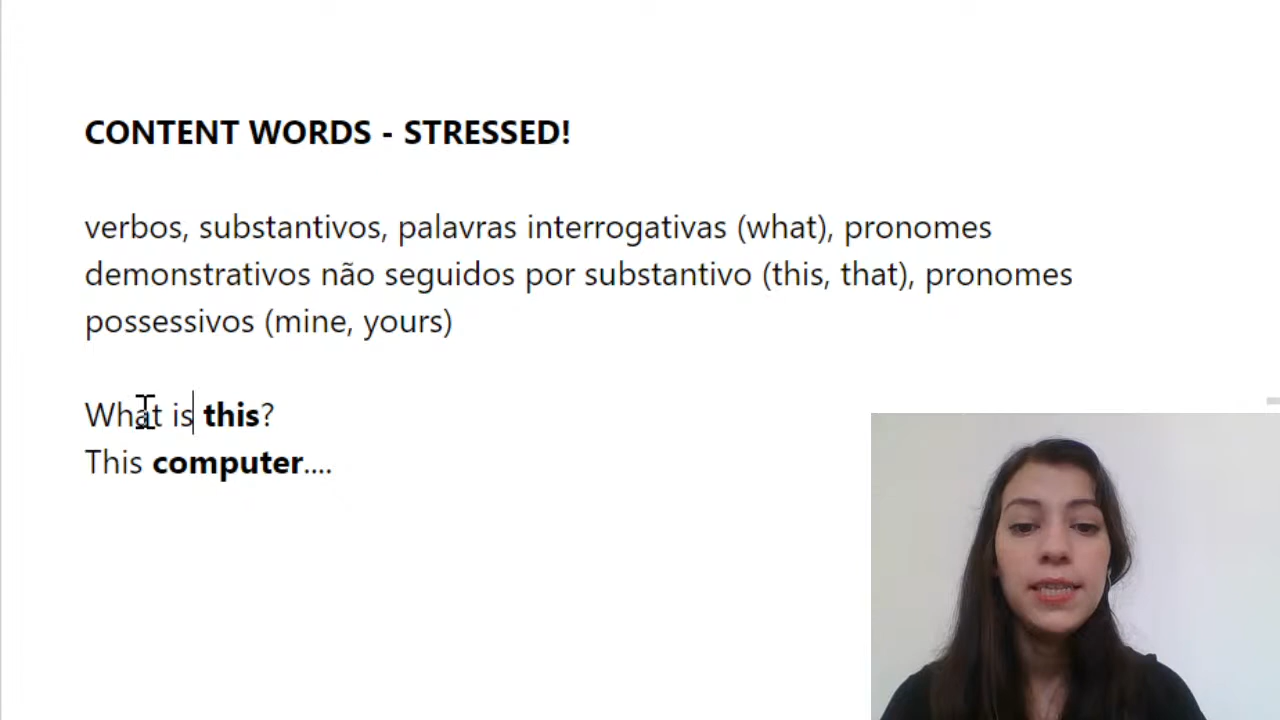 CONTENT WORDS - STRESSED!
verbos, substantivos, palavras interrogativas (what), pronomes
demonstrativos não seguidos por substantivo (this, that), pronomes
possessivos (mine, yours)
What is this?
This computer....